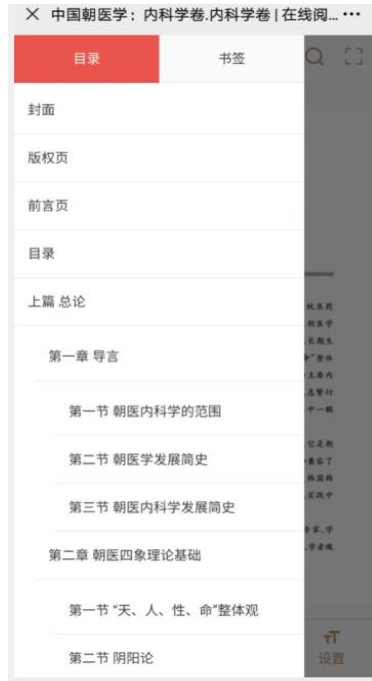 中国朝医学：内科学卷.内科学卷 | 在线阅...
目录
书签
封面
版权页
前言页
目录
上篇 总论
第一章 导言
第一节 朝医内科学的范围
第二节 朝医学发展简史
第三节 朝医内科学发展简史
第二章 朝医四象理论基础
第一节 “天、人、性、命”整体观
第二节 阴阳论
设置